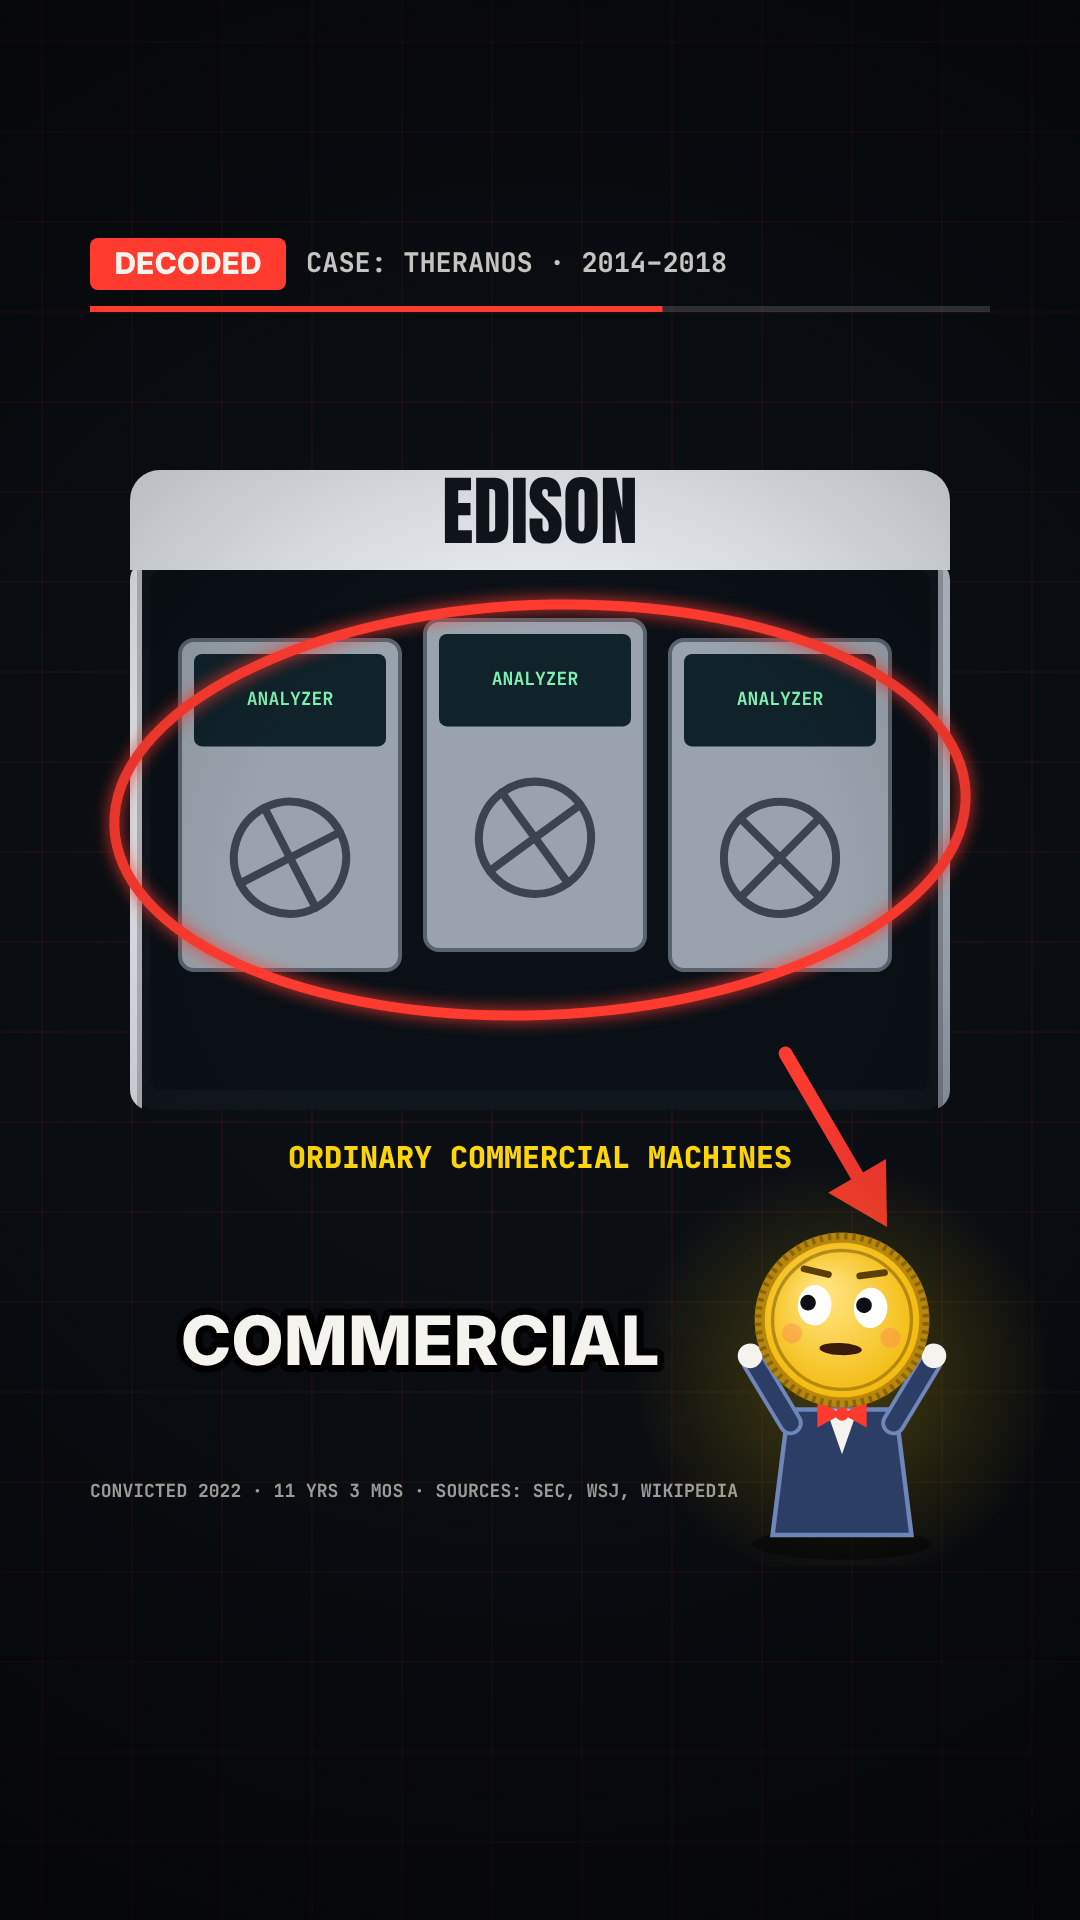 DECODED CASE: THERANOS · 2014–2018
EDISON
ANALYZER ANALYZER ANALYZER
ORDINARY COMMERCIAL MACHINES
COMMERCIAL
CONVICTED 2022 · 11 YRS 3 MOS · SOURCES: SEC, WSJ, WIKIPEDIA